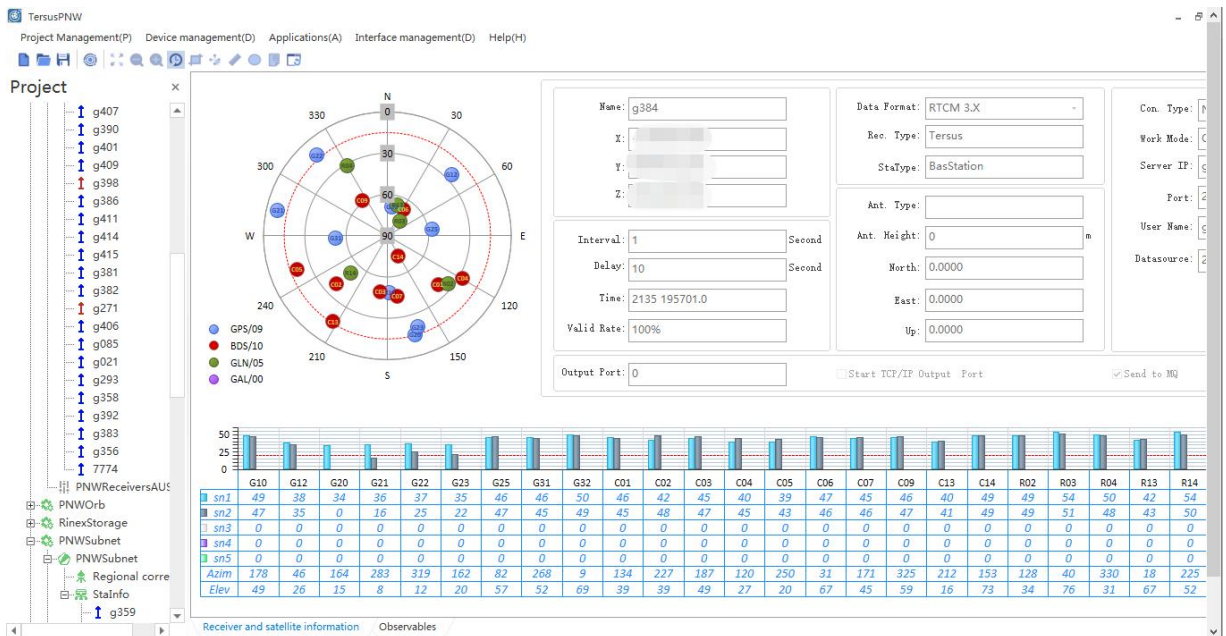 TersusPNW
Project Management(P) Device management(D) Applications(A) Interface management(D) Help(H)
Project ×
g407
g390
g401
g409
g398
g386
g411
g414
g415
g381
g382
g271
g406
g085
g021
g293
g358
g392
g383
g356
7774
PNWReceiversAUS
PNWOrb
RinexStorage
PNWSubnet
PNWSubnet
Regional corre
StaInfo
g359
N
330 0 30
300 30 60
60
W 90 E
240 120
210 150
S
G22
R04
G12
C09
G21
C06
R03
G25
G31
C14
C05
R14
C02
C04
R02
C03
C07
C13
G23
G20
GPS/09
BDS/10
GLN/05
GAL/00
Name: g384
X:
Y:
Z:
Interval: 1 Second
Delay: 10 Second
Time: 2135 195701.0
Valid Rate: 100%
Output Port: 0
Data Format: RTCM 3.X
Rec. Type: Tersus
StaType: BasStation
Ant. Type:
Ant. Height: 0 m
North: 0.0000
East: 0.0000
Up: 0.0000
Start TCP/IP Output Port
Con. Type:
Work Mode:
Server IP:
Port: 2
User Name:
Datasource: 2
Send to MQ
50
25
0
G10 G12 G20 G21 G22 G23 G25 G31 G32 C01 C02 C03 C04 C05 C06 C07 C09 C13 C14 R02 R03 R04 R13 R14
sn1 49 38 34 36 37 35 46 46 50 46 42 45 40 39 47 45 46 40 49 49 54 50 42 54
sn2 47 35 0 16 25 22 47 45 49 45 48 47 45 43 46 46 47 41 49 49 51 48 43 50
sn3 0 0 0 0 0 0 0 0 0 0 0 0 0 0 0 0 0 0 0 0 0 0 0 0
sn4 0 0 0 0 0 0 0 0 0 0 0 0 0 0 0 0 0 0 0 0 0 0 0 0
sn5 0 0 0 0 0 0 0 0 0 0 0 0 0 0 0 0 0 0 0 0 0 0 0 0
Azim 178 46 164 283 319 162 82 268 9 134 227 187 120 250 31 171 325 212 153 128 40 330 18 225
Elev 49 26 15 8 12 20 57 52 69 39 39 49 27 20 67 45 59 16 73 34 76 31 67 52
Receiver and satellite information Observables